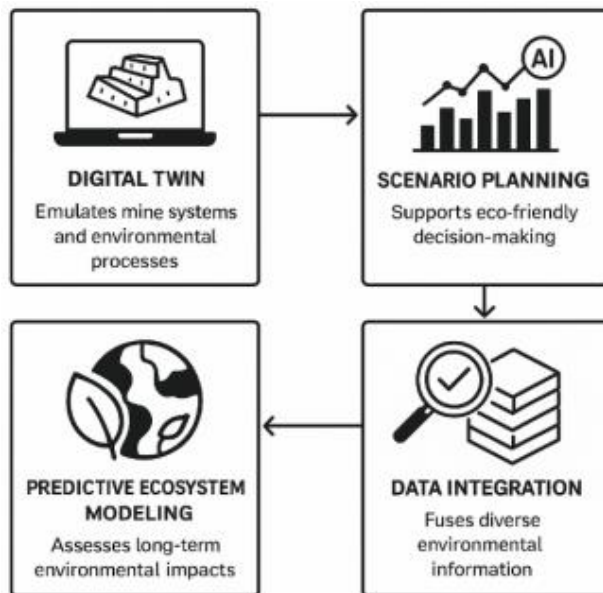 DIGITAL TWIN
Emulates mine systems
and environmental
processes
AI
SCENARIO PLANNING
Supports eco-friendly
decision-making
PREDICTIVE ECOSYSTEM
MODELING
Assesses long-term
environmental impacts
DATA INTEGRATION
Fuses diverse
environmental
information